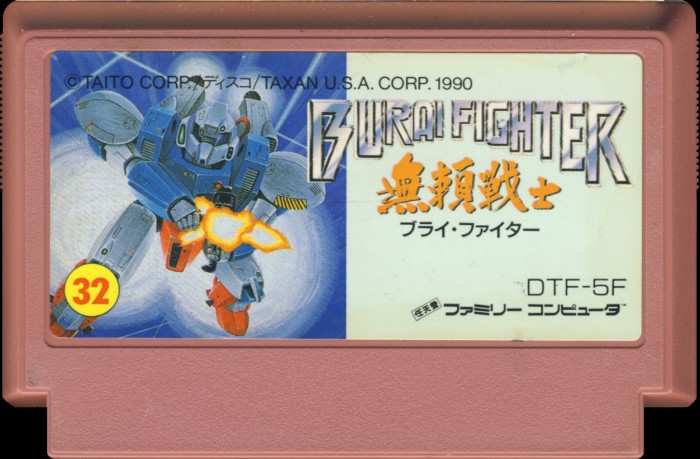 © TAITO CORP./ディスコ/TAXAN U.S.A. CORP. 1990
BURAI FIGHTER
無頼戦士
ブライ・ファイター
32
DTF-5F
任天堂 ファミリー コンピュータ™